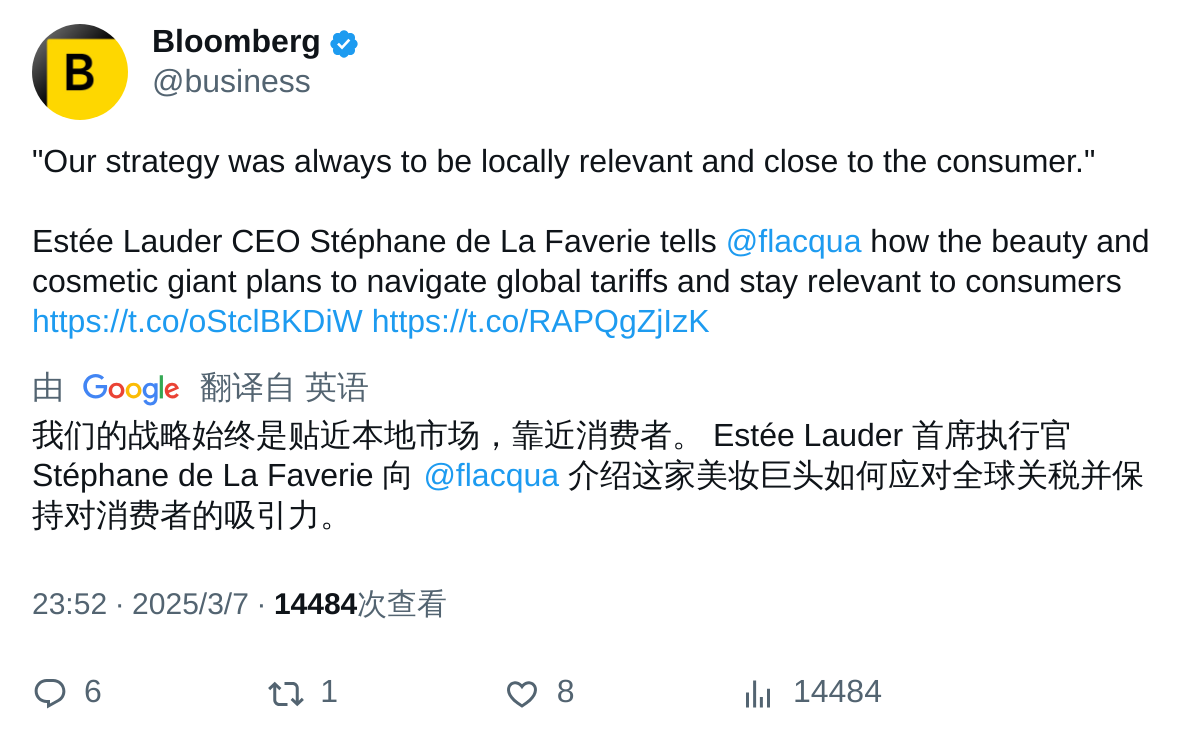 B
Bloomberg
@business
"Our strategy was always to be locally relevant and close to the consumer."
Estée Lauder CEO Stéphane de La Faverie tells @flacqua how the beauty and
cosmetic giant plans to navigate global tariffs and stay relevant to consumers
https://t.co/oStclBKDiW https://t.co/RAPQgZjIzK
由 Google 翻译自 英语
我们的战略始终是贴近本地市场，靠近消费者。 Estée Lauder 首席执行官
Stéphane de La Faverie 向 @flacqua 介绍这家美妆巨头如何应对全球关税并保
持对消费者的吸引力。
23:52 · 2025/3/7 · 14484次查看
6 1 8 14484